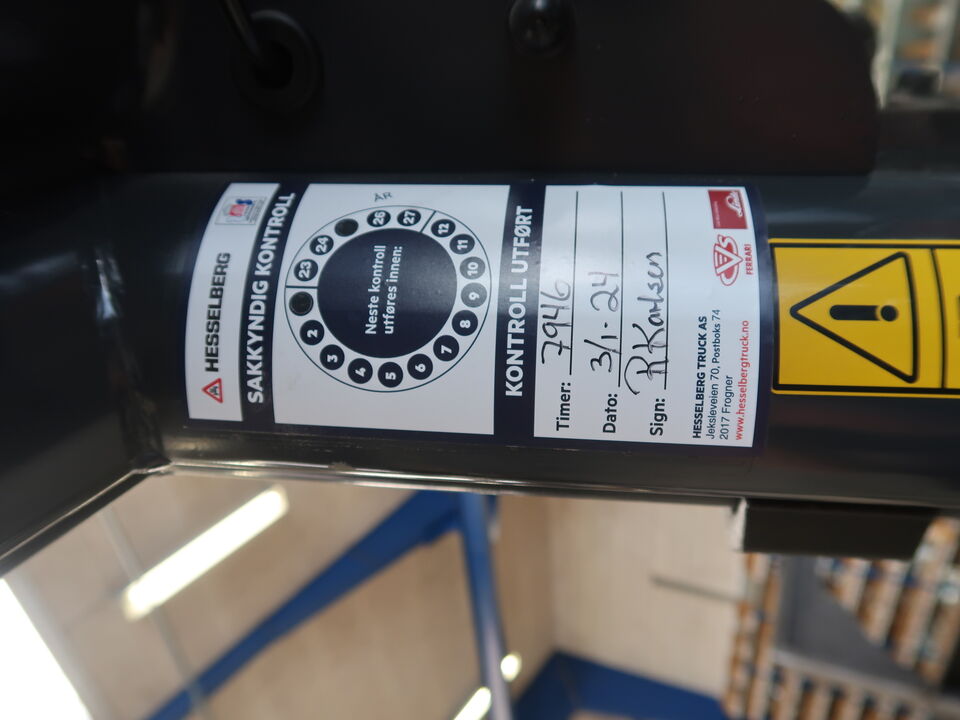 HESSELBERG
SAKKYNDIG KONTROLL
ÅR
23 24 26 27
2 3 4 5 6 7 8 9 10 11 12
Neste kontroll
utføres innen:
KONTROLL UTFØRT
Timer: 7946
Dato: 3/1-24
Sign: R Karlsen
HESSELBERG TRUCK AS
Jeksleveien 70, Postboks 74
2017 Frogner
www.hesselbergtruck.no
FERRARI
Linde